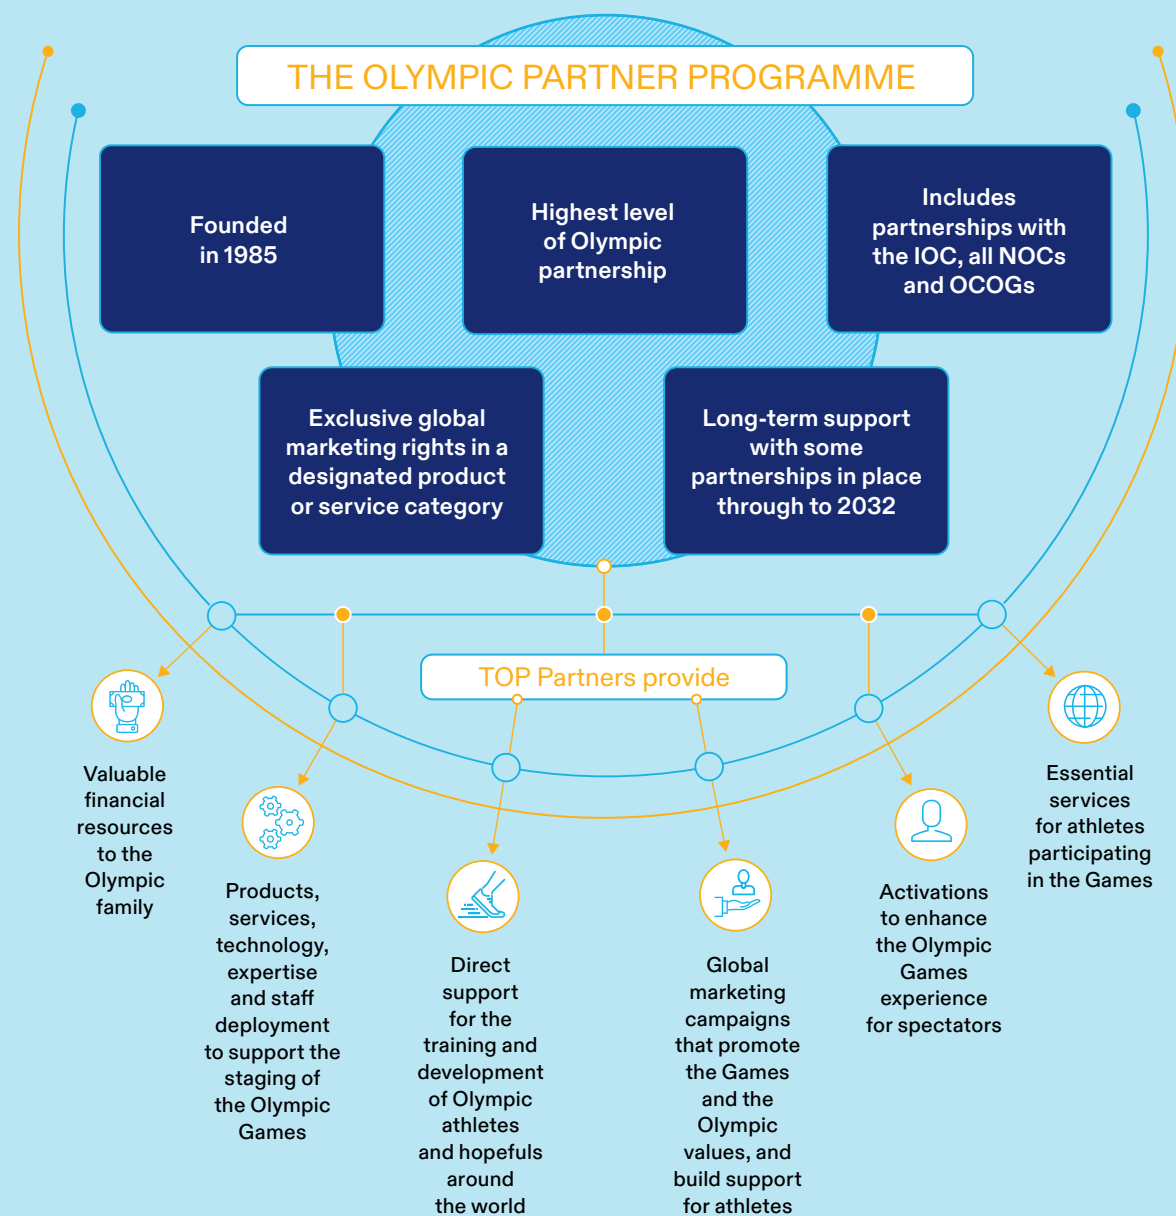 THE OLYMPIC PARTNER PROGRAMME
Founded
in 1985
Highest level
of Olympic
partnership
Includes
partnerships with
the IOC, all NOCs
and OCOGs
Exclusive global
marketing rights in a
designated product
or service category
Long-term support
with some
partnerships in place
through to 2032
TOP Partners provide
Valuable
financial
resources
to the
Olympic
family
Products,
services,
technology,
expertise
and staff
deployment
to support the
staging of
the Olympic
Games
Direct
support
for the
training and
development
of Olympic
athletes
and hopefuls
around
the world
Global
marketing
campaigns
that promote
the Games
and the
Olympic
values, and
build support
for athletes
Activations
to enhance
the Olympic
Games
experience
for spectators
Essential
services
for athletes
participating
in the Games